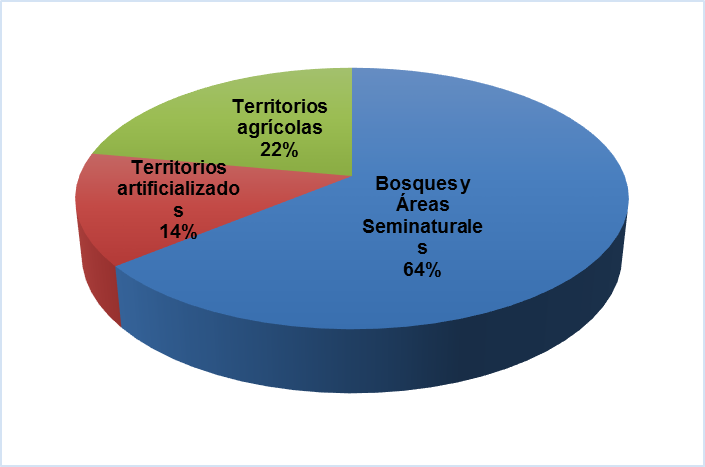 Territorios
agrícolas
22%
Territorios
artificializado
s
14%
Bosques y
Áreas
Seminaturale
s
64%